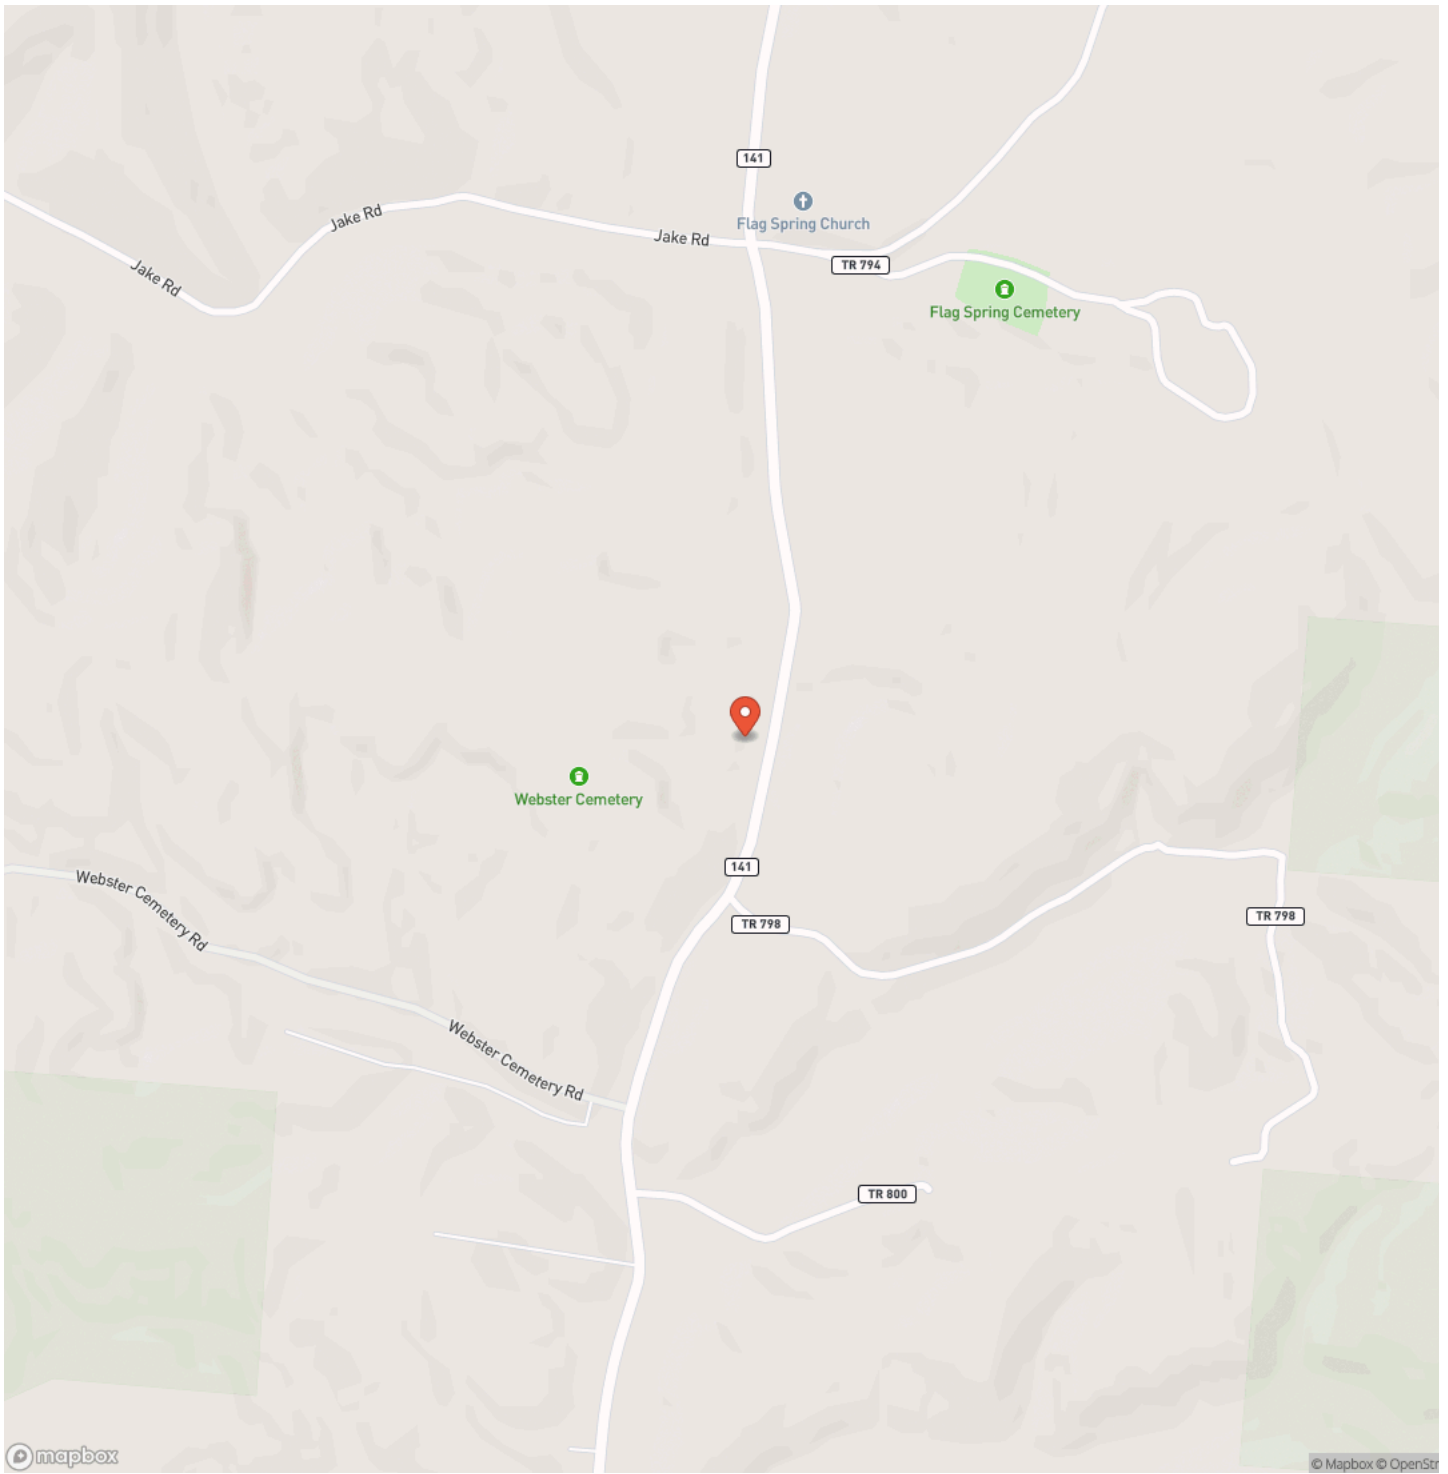 141
Flag Spring Church
Jake Rd
Jake Rd
TR 794
Jake Rd
Flag Spring Cemetery
Webster Cemetery
141
Webster Cemetery Rd
TR 798
TR 798
Webster Cemetery Rd
TR 800
mapbox
© Mapbox © OpenStr